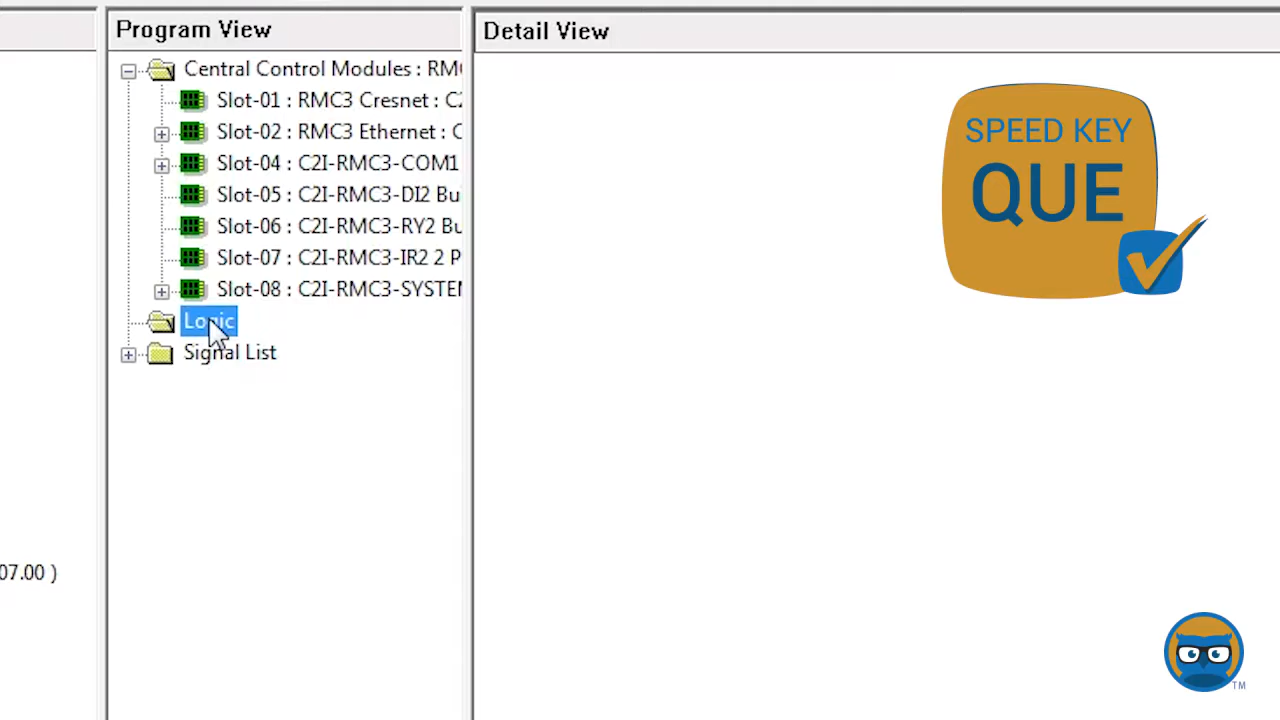 Program View
Central Control Modules : RM
Slot-01 : RMC3 Cresnet : C2
Slot-02 : RMC3 Ethernet : C
Slot-04 : C2I-RMC3-COM1
Slot-05 : C2I-RMC3-DI2 Bu
Slot-06 : C2I-RMC3-RY2 Bu
Slot-07 : C2I-RMC3-IR2 2 P
Slot-08 : C2I-RMC3-SYSTEM
Logic
Signal List
07.00 )
Detail View
SPEED KEY
QUE
TM